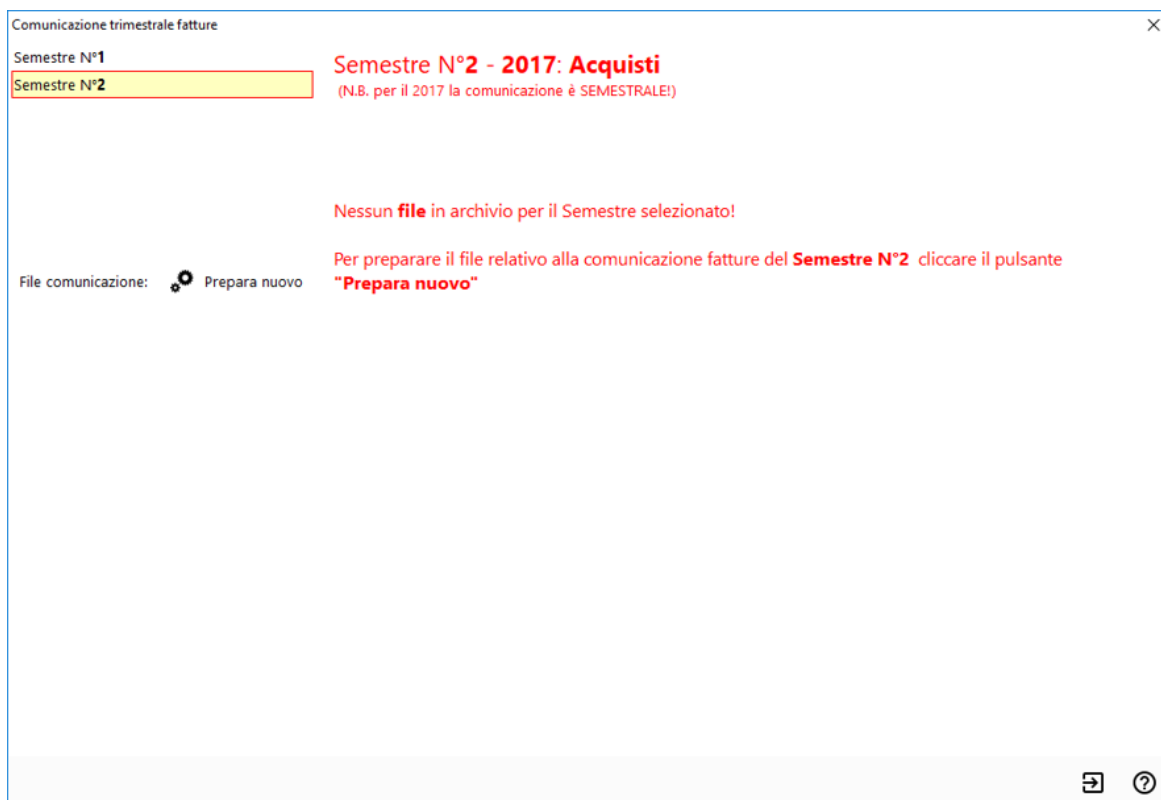 Comunicazione trimestrale fatture
Semestre N°1
Semestre N°2
Semestre N°2 - 2017: Acquisti
(N.B. per il 2017 la comunicazione è SEMESTRALE!)
Nessun file in archivio per il Semestre selezionato!
Per preparare il file relativo alla comunicazione fatture del Semestre N°2 cliccare il pulsante
"Prepara nuovo"
File comunicazione: Prepara nuovo